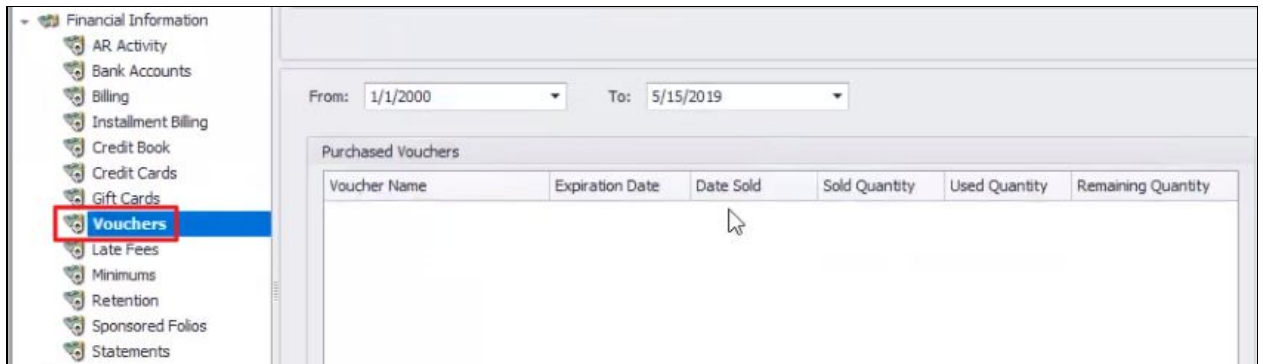 Financial Information
AR Activity
Bank Accounts
Billing
Installment Billing
Credit Book
Credit Cards
Gift Cards
Vouchers
Late Fees
Minimums
Retention
Sponsored Folios
Statements
From: 1/1/2000 To: 5/15/2019
Purchased Vouchers
Voucher Name Expiration Date Date Sold Sold Quantity Used Quantity Remaining Quantity